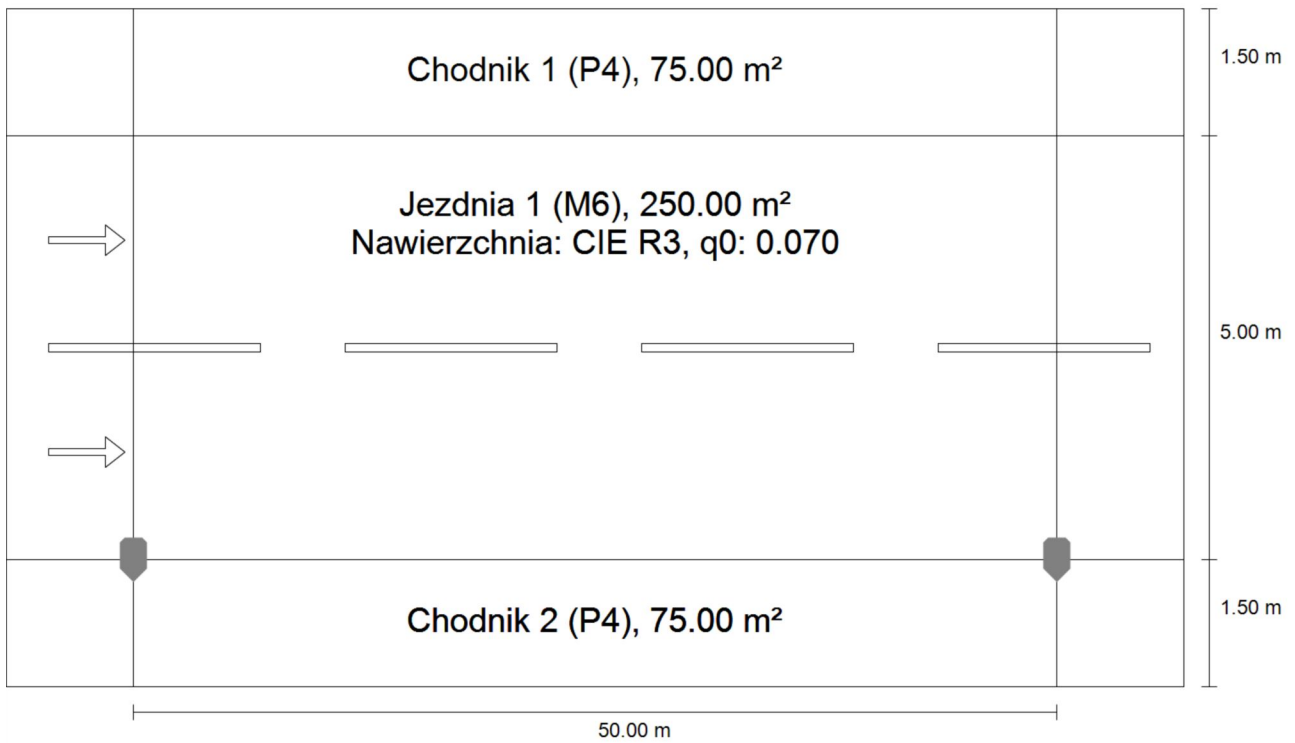 Chodnik 1 (P4), 75.00 m²
1.50 m
Jezdnia 1 (M6), 250.00 m²
Nawierzchnia: CIE R3, q0: 0.070
5.00 m
Chodnik 2 (P4), 75.00 m²
1.50 m
50.00 m